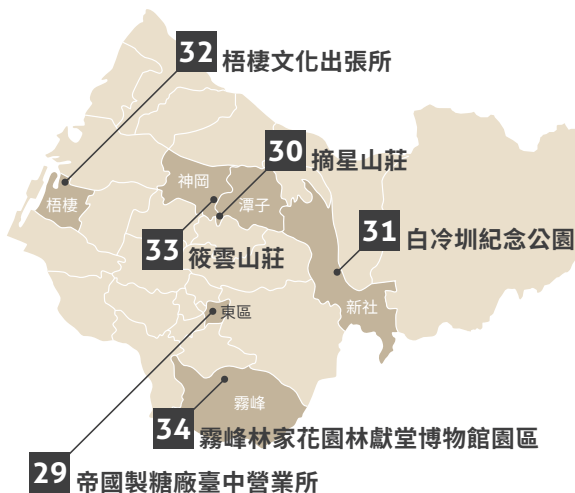 32 梧棲文化出張所
30 摘星山莊
神岡
潭子
梧棲
31 白冷圳紀念公園
33 筱雲山莊
新社
東區
霧峰
34 霧峰林家花園林獻堂博物館園區
29 帝國製糖廠臺中營業所